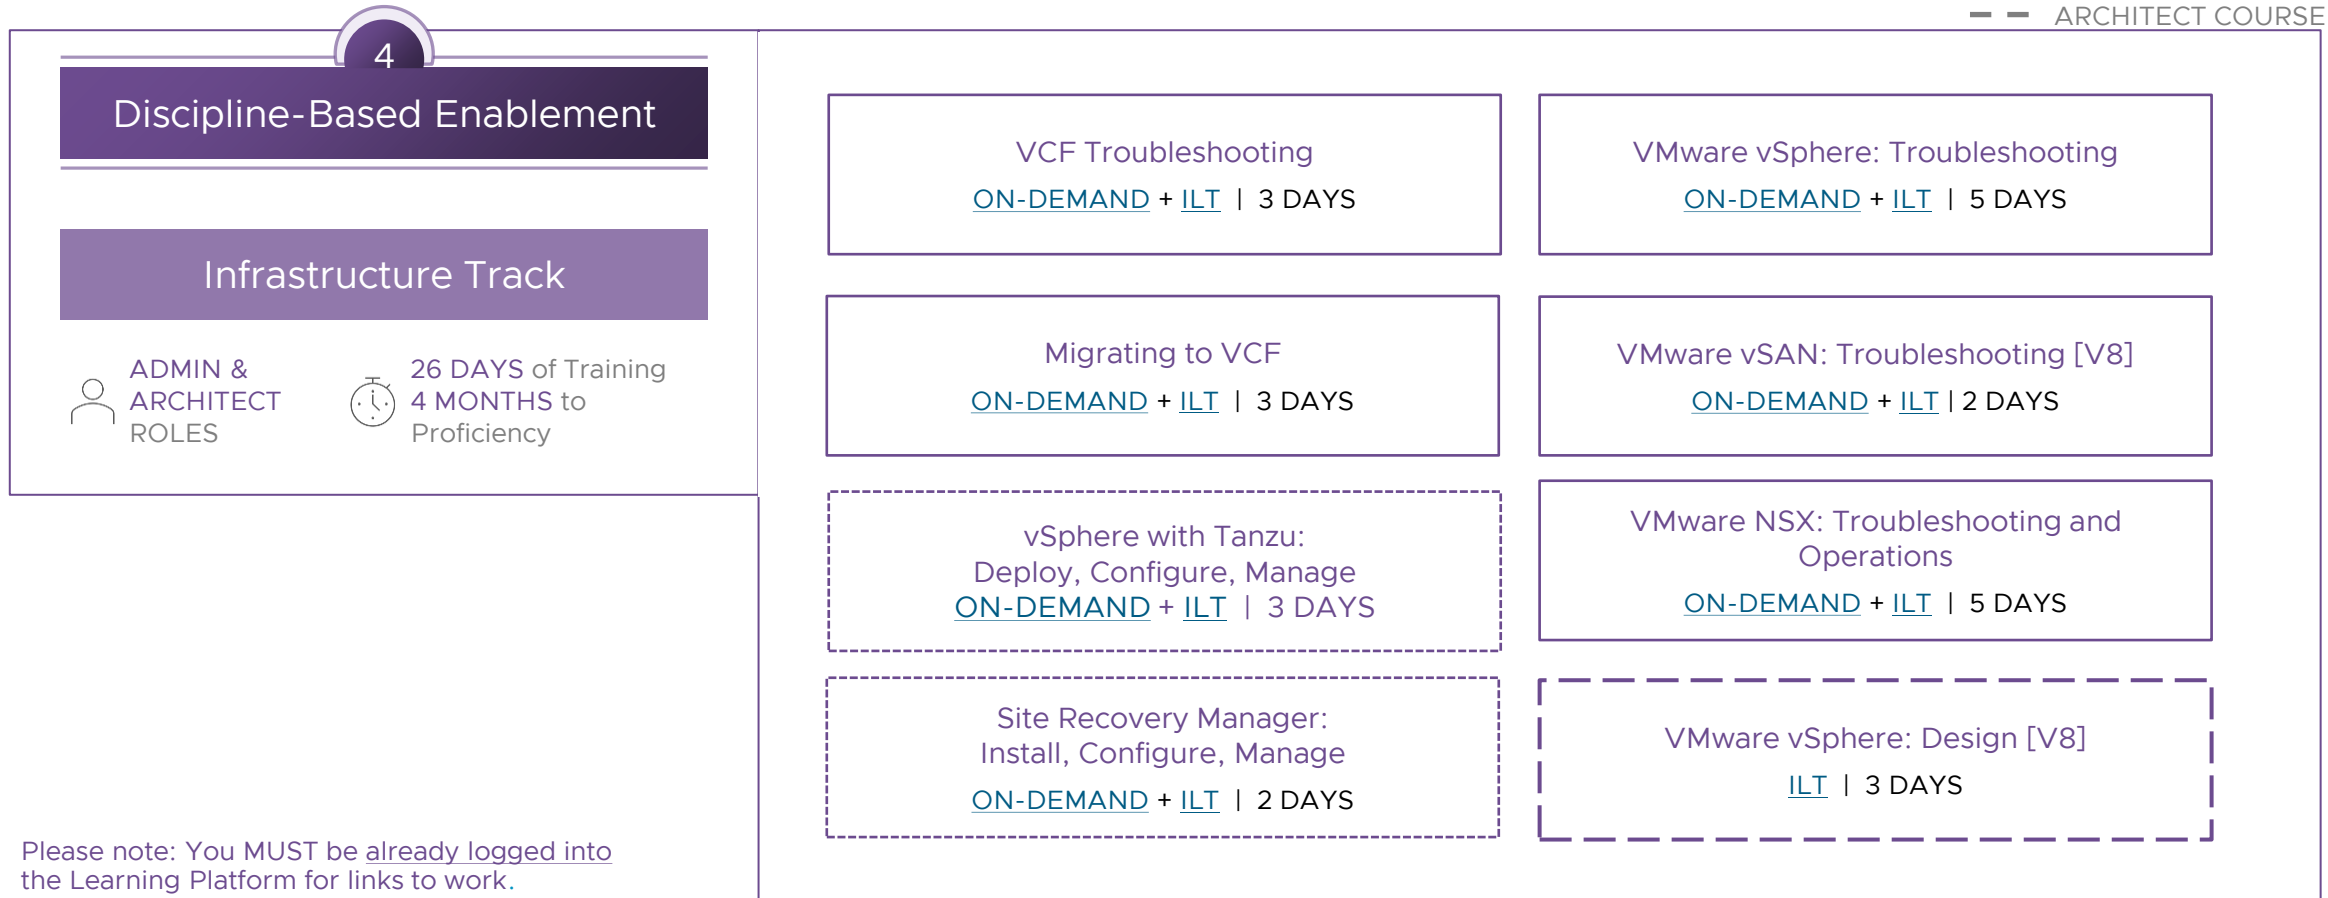 ARCHITECT COURSE
4
Discipline-Based Enablement
Infrastructure Track
ADMIN &
ARCHITECT
ROLES
26 DAYS of Training
4 MONTHS to
Proficiency
Please note: You MUST be already logged into
the Learning Platform for links to work.
VCF Troubleshooting
ON-DEMAND + ILT | 3 DAYS
VMware vSphere: Troubleshooting
ON-DEMAND + ILT | 5 DAYS
Migrating to VCF
ON-DEMAND + ILT | 3 DAYS
VMware vSAN: Troubleshooting [V8]
ON-DEMAND + ILT | 2 DAYS
vSphere with Tanzu:
Deploy, Configure, Manage
ON-DEMAND + ILT | 3 DAYS
VMware NSX: Troubleshooting and
Operations
ON-DEMAND + ILT | 5 DAYS
Site Recovery Manager:
Install, Configure, Manage
ON-DEMAND + ILT | 2 DAYS
VMware vSphere: Design [V8]
ILT | 3 DAYS